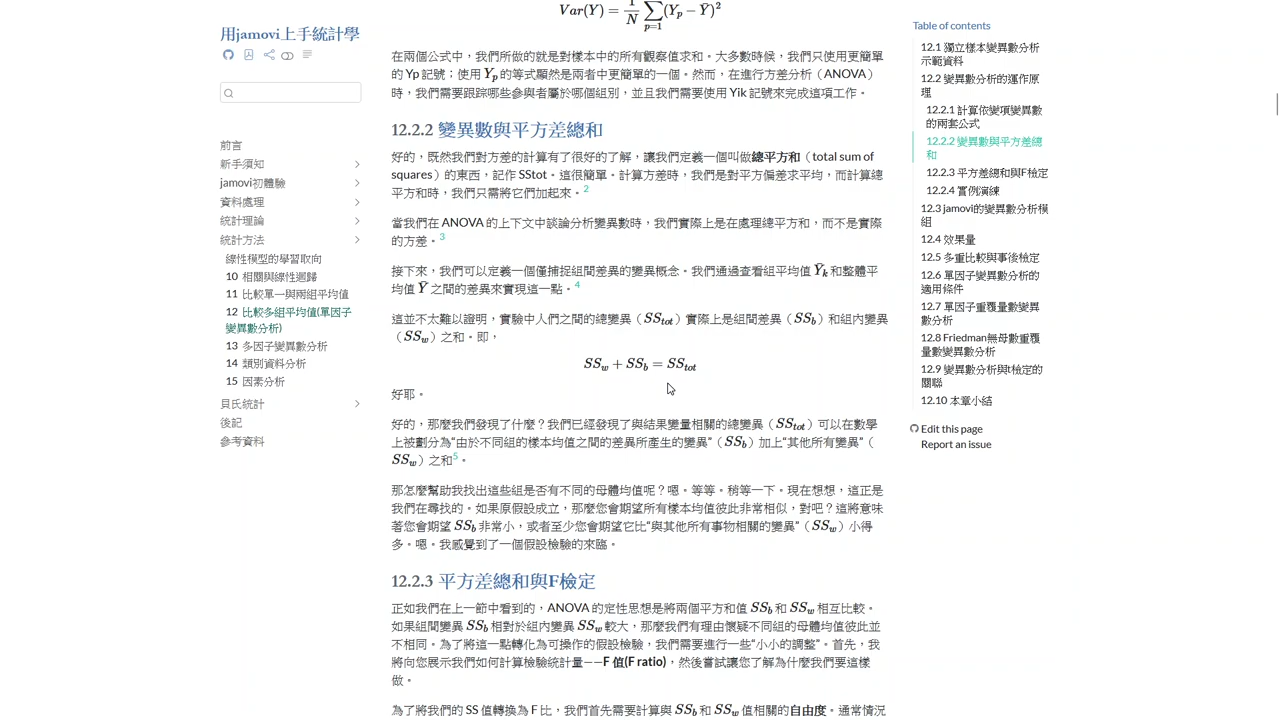 用jamovi上手統計學
前言
新手須知
jamovi初體驗
資料處理
統計理論
統計方法
線性模型的學習取向
10 相關與線性迴歸
11 比較單一與兩組平均值
12 比較多組平均值(單因子
變異數分析)
13 多因子變異數分析
14 類別資料分析
15 因素分析
貝氏統計
後記
參考資料
Var(Y) = 1/N ∑ p=1 (Yp − Ȳ)²
在兩個公式中，我們所做的就是對樣本中的所有觀察值求和。大多數時候，我們只使用更簡單
的 Yp 記號；使用 Yp 的等式顯然是兩者中更簡單的一個。然而，在進行方差分析（ANOVA）
時，我們需要跟踪哪些參與者屬於哪個組別，並且我們需要使用 Yik 記號來完成這項工作。
12.2.2 變異數與平方差總和
好的，既然我們對方差的計算有了很好的了解，讓我們定義一個叫做總平方和（total sum of
squares）的東西，記作 SStot。這很簡單。計算方差時，我們是對平方偏差求平均，而計算總
平方和時，我們只需將它們加起來。2
當我們在 ANOVA 的上下文中談論分析變異數時，我們實際上是在處理總平方和，而不是實際
的方差。3
接下來，我們可以定義一個僅捕捉組間差異的變異概念。我們通過查看組平均值 Ȳk 和整體平
均值 Ȳ 之間的差異來實現這一點。4
這並不太難以證明，實驗中人們之間的總變異（SStot）實際上是組間差異（SSb）和組內變異
（SSw）之和。即，
SSw + SSb = SStot
好耶。
好的，那麼我們發現了什麼？我們已經發現了與結果變量相關的總變異（SStot）可以在數學
上被劃分為“由於不同組的樣本均值之間的差異所產生的變異”（SSb）加上“其他所有變異”（
SSw）之和5。
那怎麼幫助我找出這些組是否有不同的母體均值呢？嗯。等等。稍等一下。現在想想，這正是
我們在尋找的。如果原假設成立，那麼您會期望所有樣本均值彼此非常相似，對吧？這將意味
著您會期望 SSb 非常小，或者至少您會期望它比“與其他所有事物相關的變異”（SSw）小得
多。嗯。我感覺到了一個假設檢驗的來臨。
12.2.3 平方差總和與F檢定
正如我們在上一節中看到的，ANOVA 的定性思想是將兩個平方和值 SSb 和 SSw 相互比較。
如果組間變異 SSb 相對於組內變異 SSw 較大，那麼我們有理由懷疑不同組的母體均值彼此並
不相同。為了將這一點轉化為可操作的假設檢驗，我們需要進行一些“小小的調整”。首先，我
將向您展示我們如何計算檢驗統計量——F 值(F ratio)，然後嘗試讓您了解為什麼我們要這樣
做。
為了將我們的 SS 值轉換為 F 比，我們首先需要計算與 SSb 和 SSw 值相關的自由度。通常情況
Table of contents
12.1 獨立樣本變異數分析
示範資料
12.2 變異數分析的運作原
理
12.2.1 計算依變項變異數
的兩套公式
12.2.2 變異數與平方差總
和
12.2.3 平方差總和與F檢定
12.2.4 實例演練
12.3 jamovi的變異數分析模
組
12.4 效果量
12.5 多重比較與事後檢定
12.6 單因子變異數分析的
適用條件
12.7 單因子重覆量數變異
數分析
12.8 Friedman無母數重覆
量數變異數分析
12.9 變異數分析與t檢定的
關聯
12.10 本章小結
Edit this page
Report an issue